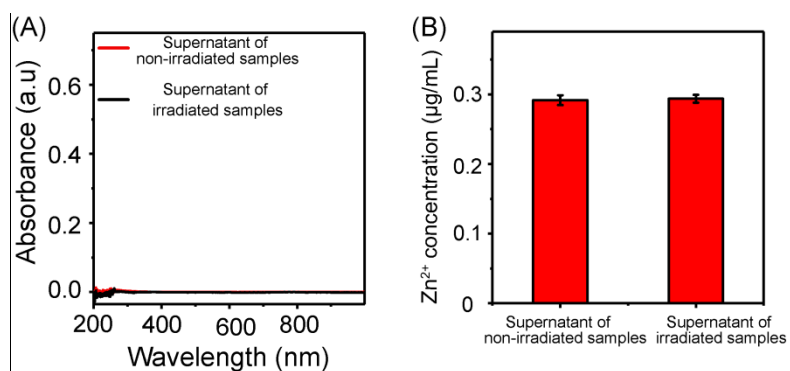 (A)
Absorbance (a.u)
0.6
0.4
0.2
0.0
Supernatant of
non-irradiated samples
Supernatant of
irradiated samples
200
400
600
800
Wavelength (nm)
(B)
Zn²⁺ concentration (µg/mL)
0.3
0.2
0.1
0
Supernatant of
non-irradiated samples
Supernatant of
irradiated samples